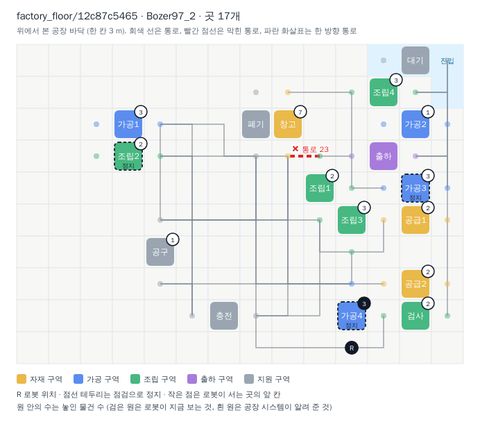 factory_floor/12c87c5465 · Bozer97_2 · 곳 17개
위에서 본 공장 바닥 (한 칸 3 m). 회색 선은 통로, 빨간 점선은 막힌 통로, 파란 화살표는 한 방향 통로
대기
진입
3
조립4
3
가공1
7
폐기
창고
1
가공2
2
조립2
정지
✖ 통로 23
출하
2
조립1
3
가공3
정지
3
조립3
2
공급1
1
공구
2
공급2
충전
3
가공4
정지
2
검사
R
자재 구역
가공 구역
조립 구역
출하 구역
지원 구역
R 로봇 위치 · 점선 테두리는 점검으로 정지 · 작은 점은 로봇이 서는 곳의 앞 칸
원 안의 수는 놓인 물건 수 (검은 원은 로봇이 지금 보는 것, 흰 원은 공장 시스템이 알려 준 것)